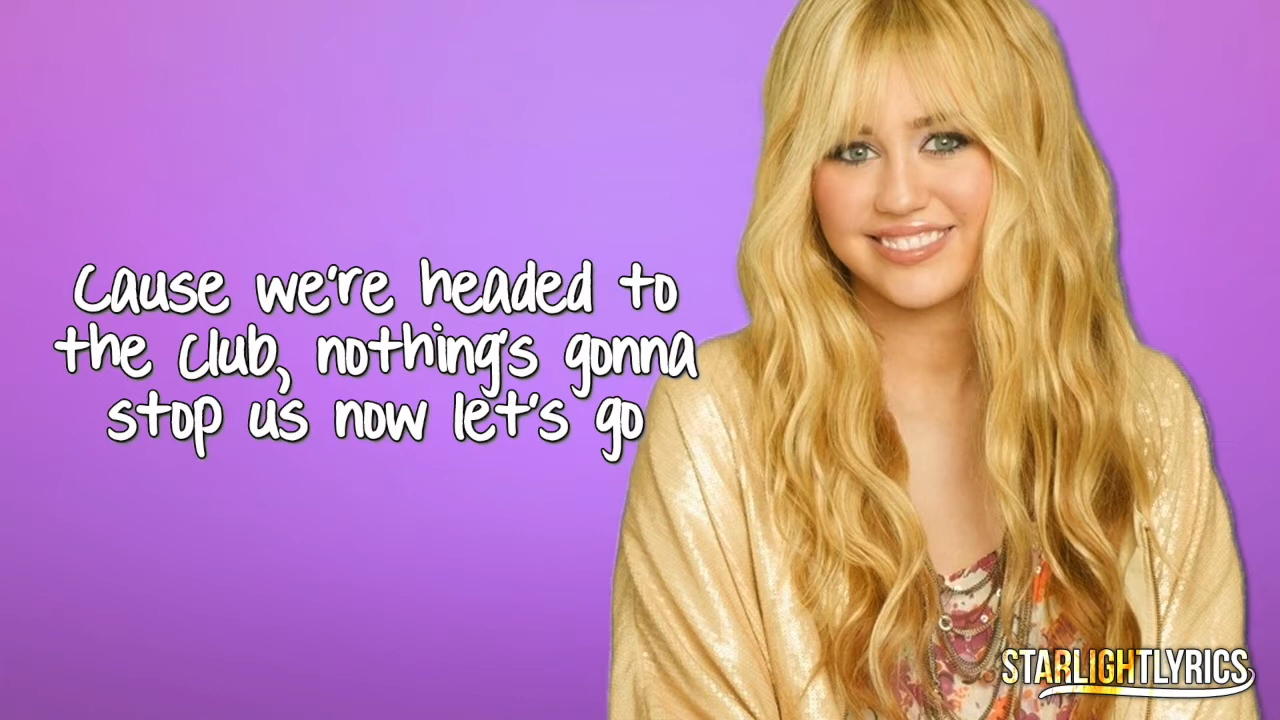 Cause we're headed to
the club, nothing's gonna
stop us now let's go
STARLIGHTLYRICS